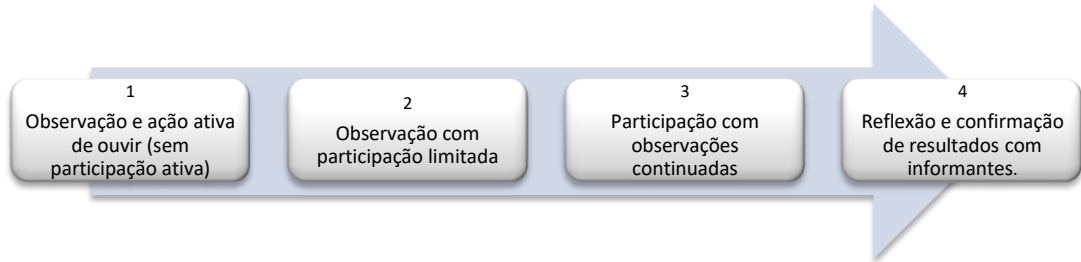 1
Observação e ação ativa
de ouvir (sem
participação ativa)
2
Observação com
participação limitada
3
Participação com
observações
continuadas
4
Reflexão e confirmação
de resultados com
informantes.